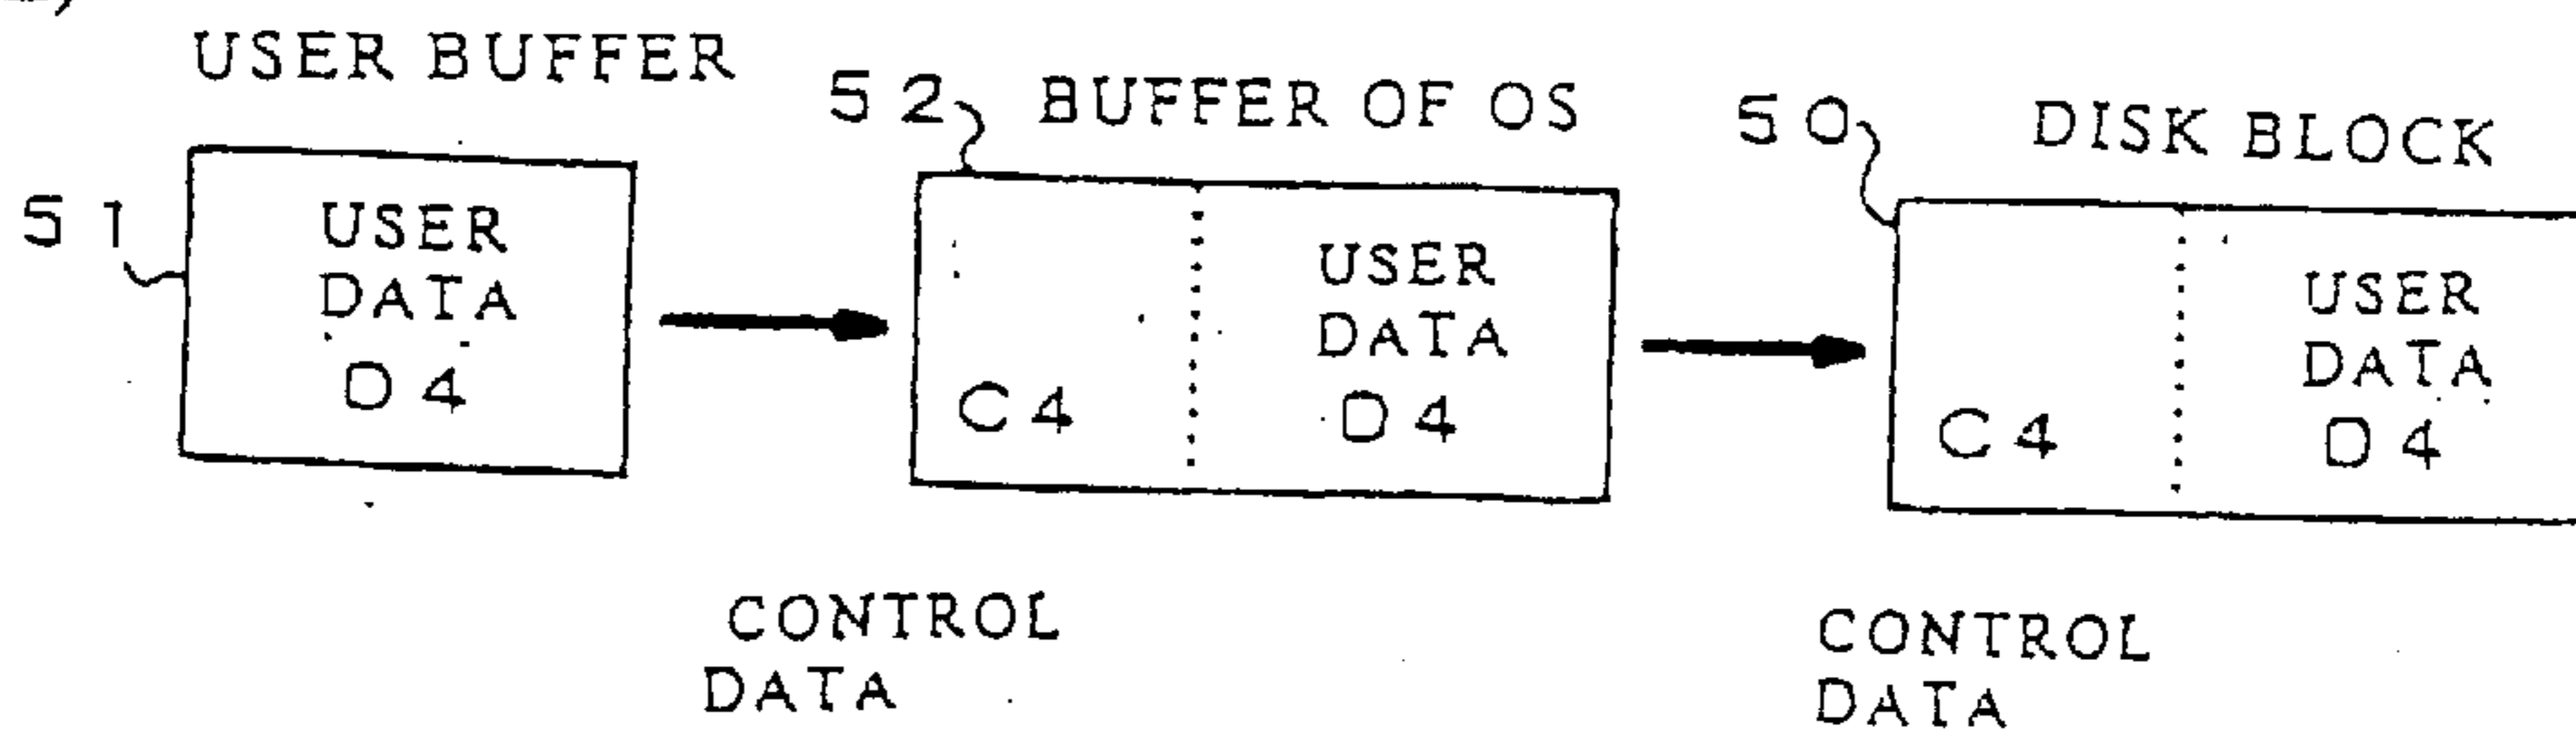 USER BUFFER
52 BUFFER OF OS
50 DISK BLOCK
51
USER
DATA
D4
C4
USER
DATA
D4
C4
USER
DATA
D4
CONTROL
DATA
CONTROL
DATA